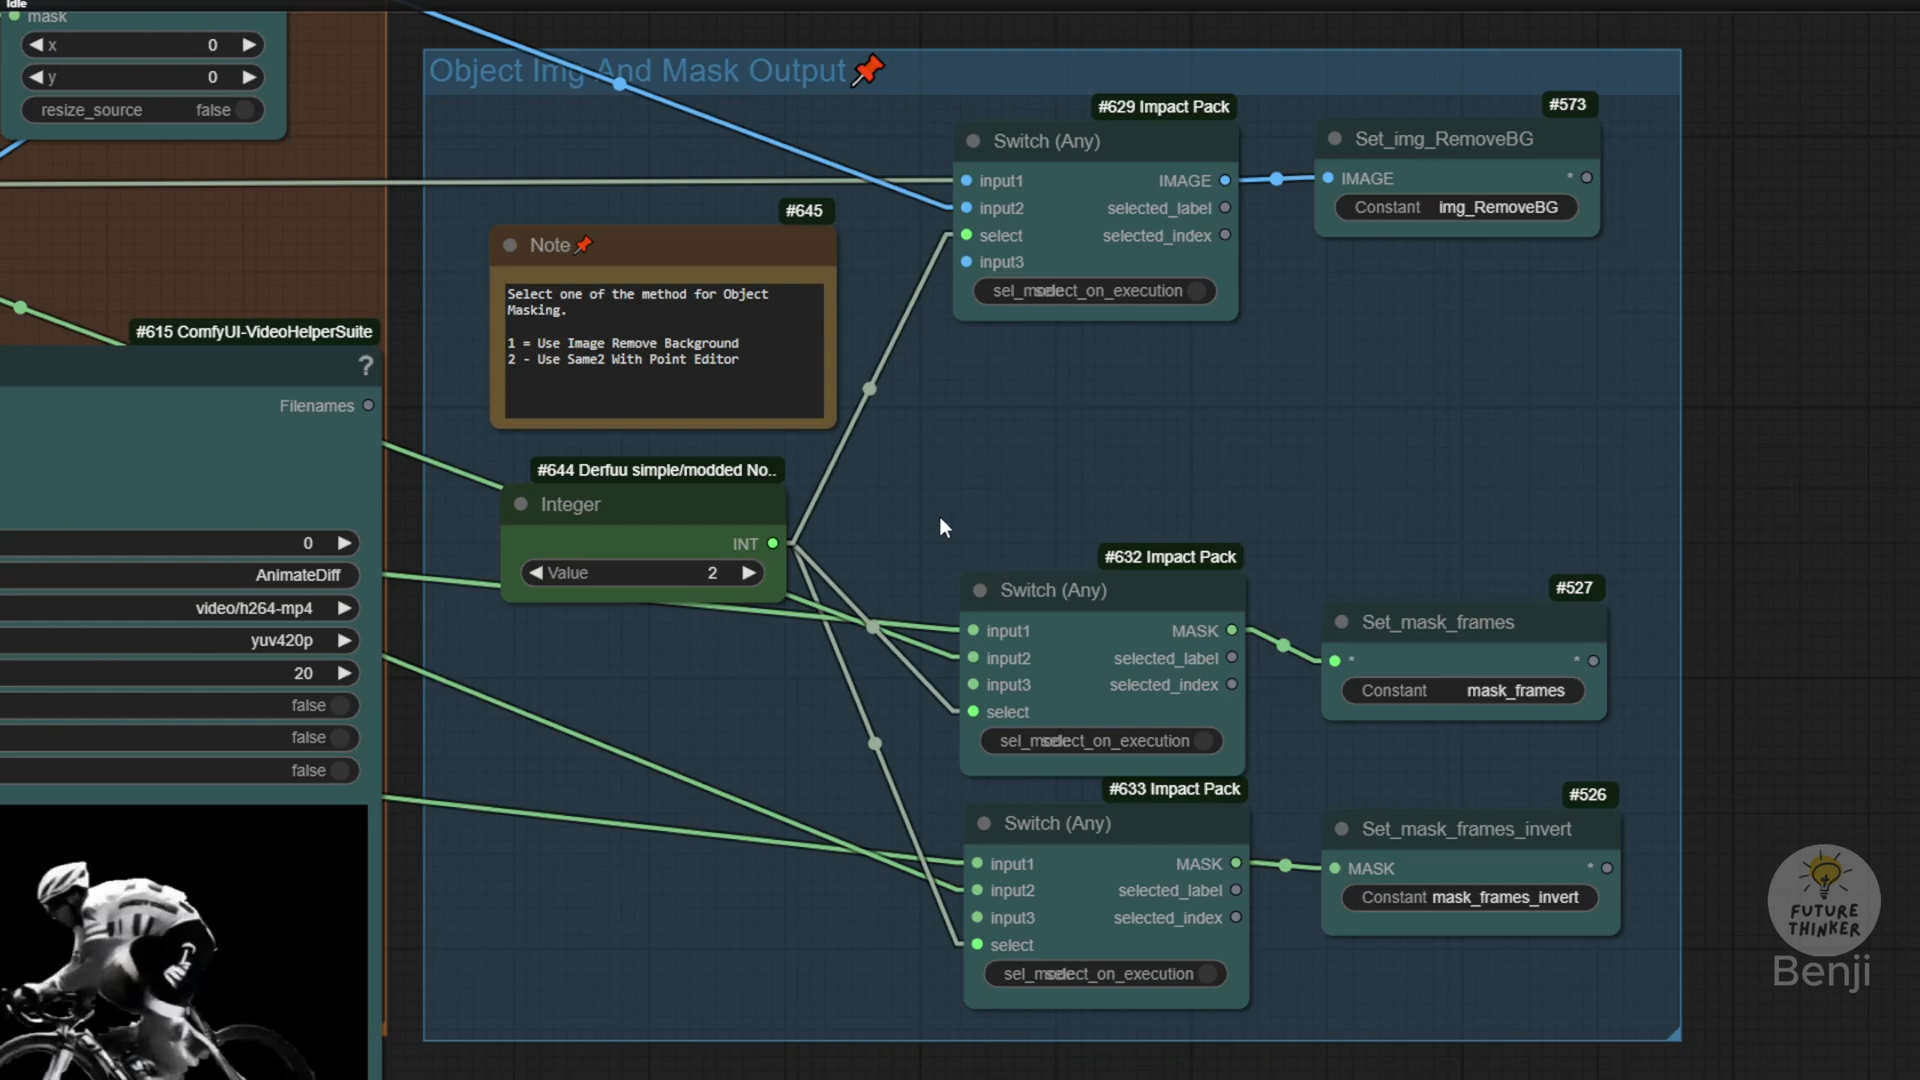 Idle
mask
x 0
y 0
resize_source false
#615 ComfyUI-VideoHelperSuite
?
Filenames
0
AnimateDiff
video/h264-mp4
yuv420p
20
false
false
false
Object Img And Mask Output
#645
Note
Select one of the method for Object
Masking.
1 = Use Image Remove Background
2 - Use Same2 With Point Editor
#644 Derfuu simple/modded No..
Integer
INT
Value 2
#629 Impact Pack
Switch (Any)
input1 IMAGE
input2 selected_label
select selected_index
input3
select_on_execution
#573
Set_img_RemoveBG
IMAGE *
Constant img_RemoveBG
#632 Impact Pack
Switch (Any)
input1 MASK
input2 selected_label
input3 selected_index
select
select_on_execution
#527
Set_mask_frames
* *
Constant mask_frames
#633 Impact Pack
Switch (Any)
input1 MASK
input2 selected_label
input3 selected_index
select
select_on_execution
#526
Set_mask_frames_invert
MASK *
Constant mask_frames_invert
FUTURE
THINKER
Benji